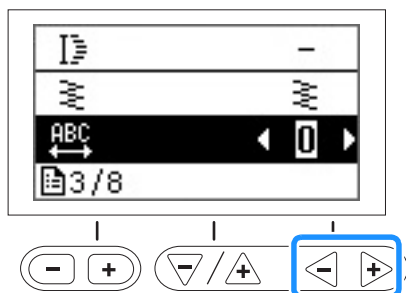 –
ABC 0
3/8
- + - / + - +